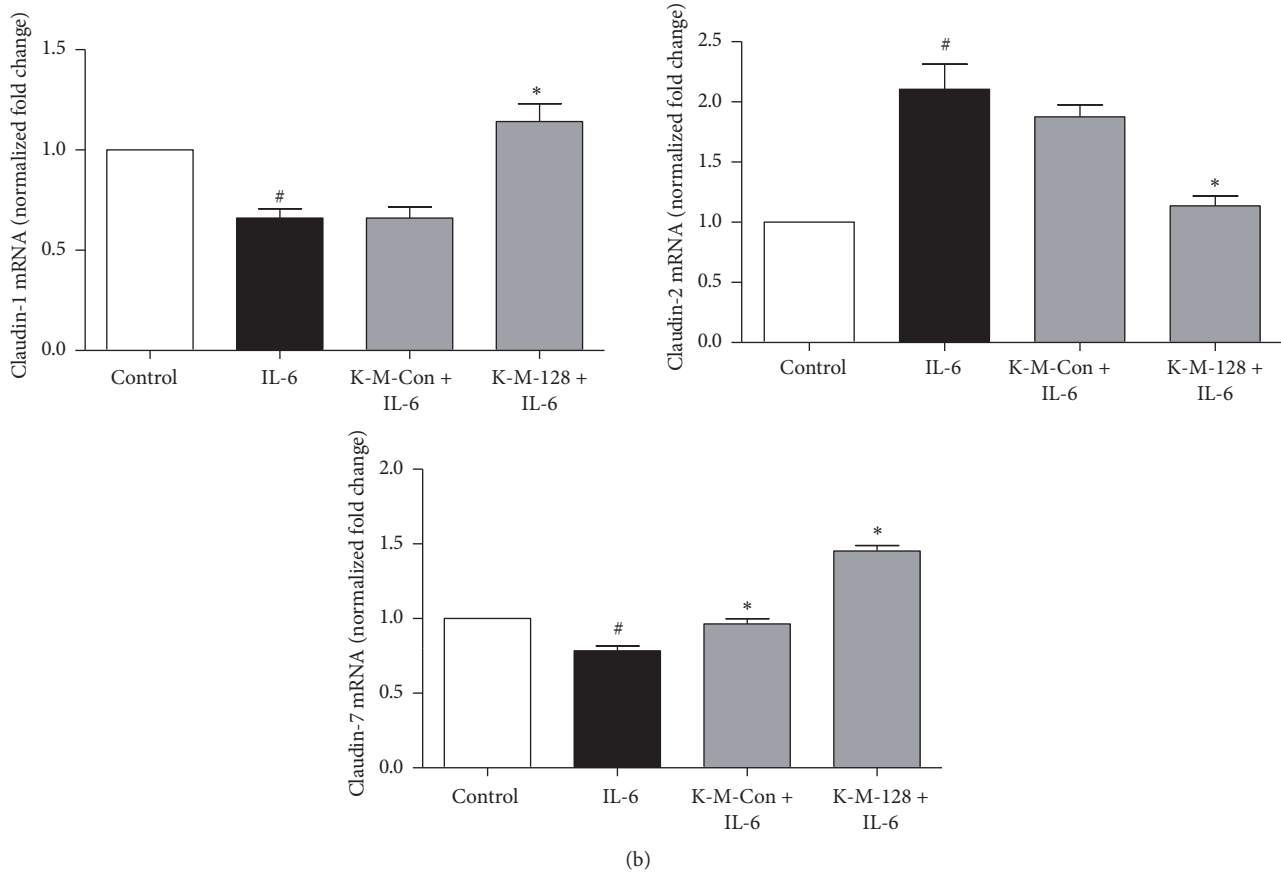 Claudin-1 mRNA (normalized fold change)
1.5
1.0
0.5
0.0
#
*
Control
IL-6
K-M-Con +
IL-6
K-M-128 +
IL-6
Claudin-2 mRNA (normalized fold change)
2.5
2.0
1.5
1.0
0.5
0.0
#
*
Control
IL-6
K-M-Con +
IL-6
K-M-128 +
IL-6
Claudin-7 mRNA (normalized fold change)
2.0
1.5
1.0
0.5
0.0
#
*
*
Control
IL-6
K-M-Con +
IL-6
K-M-128 +
IL-6
(b)